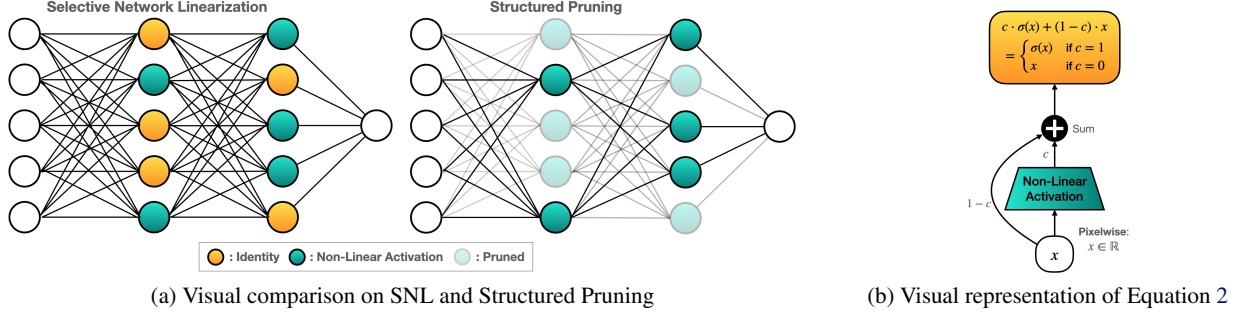 Selective Network Linearization
Structured Pruning
: Identity
: Non-Linear Activation
: Pruned
(a) Visual comparison on SNL and Structured Pruning
c · σ(x) + (1 − c) · x
= { σ(x) if c = 1
x if c = 0
Sum
c
Non-Linear
Activation
1 − c
Pixelwise:
x ∈ ℝ
x
(b) Visual representation of Equation 2